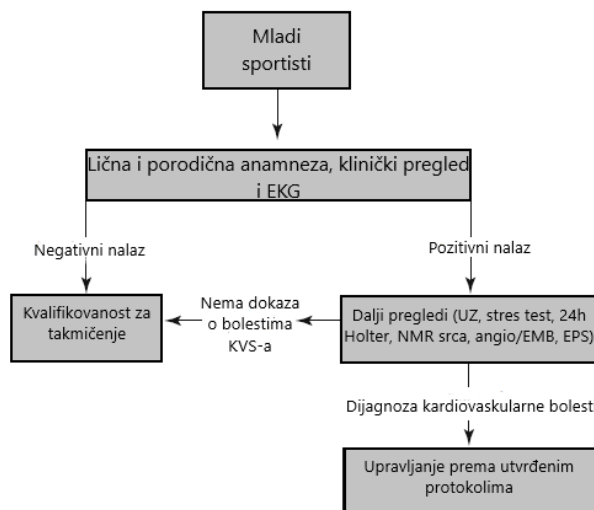 Mladi
sportisti
Lična i porodična anamneza, klinički pregled
i EKG
Negativni nalaz
Pozitivni nalaz
Kvalifikovanost za
takmičenje
Nema dokaza
o bolestima
KVS-a
Dalji pregledi (UZ, stres test, 24h
Holter, NMR srca, angio/EMB, EPS)
Dijagnoza kardiovaskularne bolesti
Upravljanje prema utvrđenim
protokolima